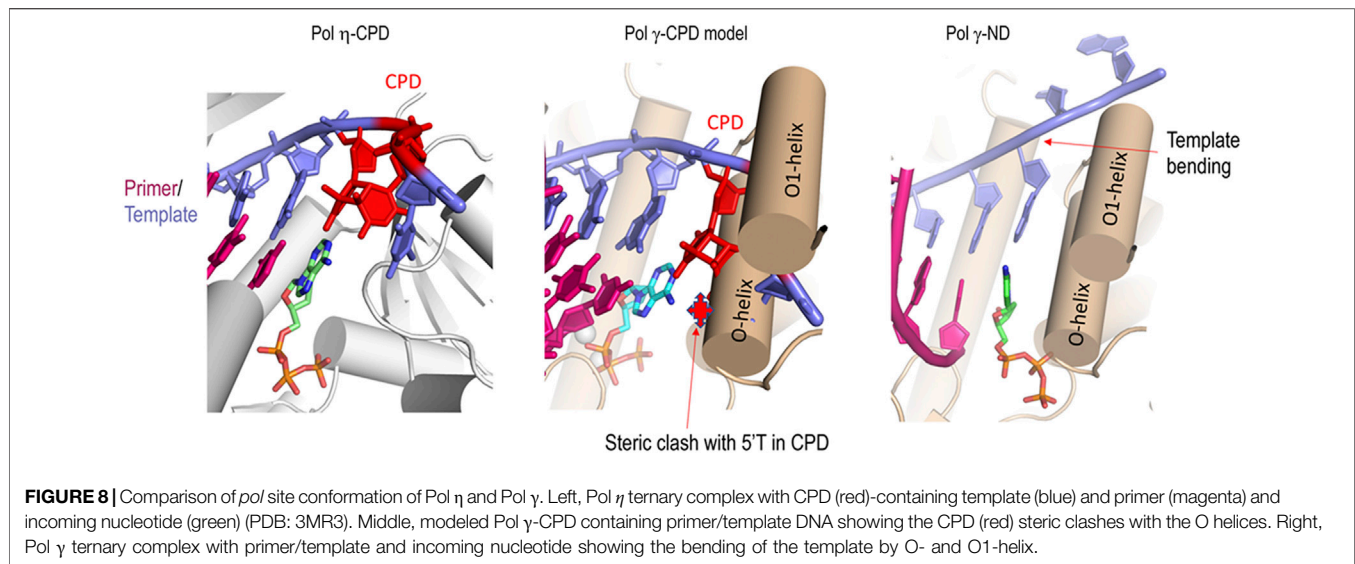 Pol η-CPD
Pol γ-CPD model
Pol γ-ND
CPD
CPD
Primer/
Template
O1-helix
O-helix
O1-helix
O-helix
Template
bending
Steric clash with 5'T in CPD
FIGURE 8 | Comparison of pol site conformation of Pol η and Pol γ. Left, Pol η ternary complex with CPD (red)-containing template (blue) and primer (magenta) and
incoming nucleotide (green) (PDB: 3MR3). Middle, modeled Pol γ-CPD containing primer/template DNA showing the CPD (red) steric clashes with the O helices. Right,
Pol γ ternary complex with primer/template and incoming nucleotide showing the bending of the template by O- and O1-helix.